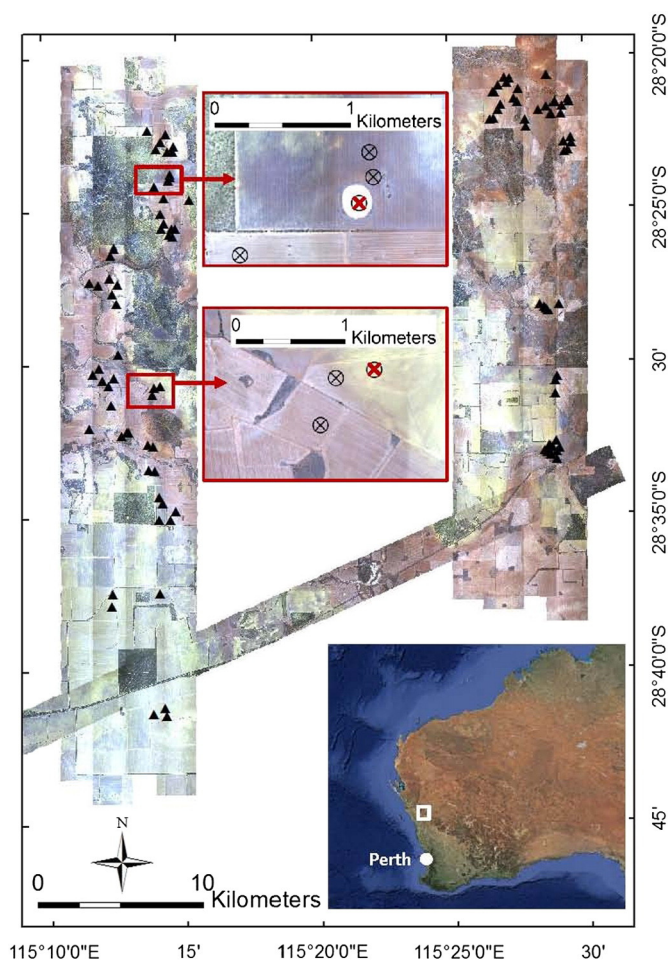 28°20'0"S
0 1
Kilometers
28°25'0"S
0 1
Kilometers
30'
28°35'0"S
28°40'0"S
45'
Perth
N
0 10
Kilometers
115°10'0"E 15' 115°20'0"E 115°25'0"E 30'